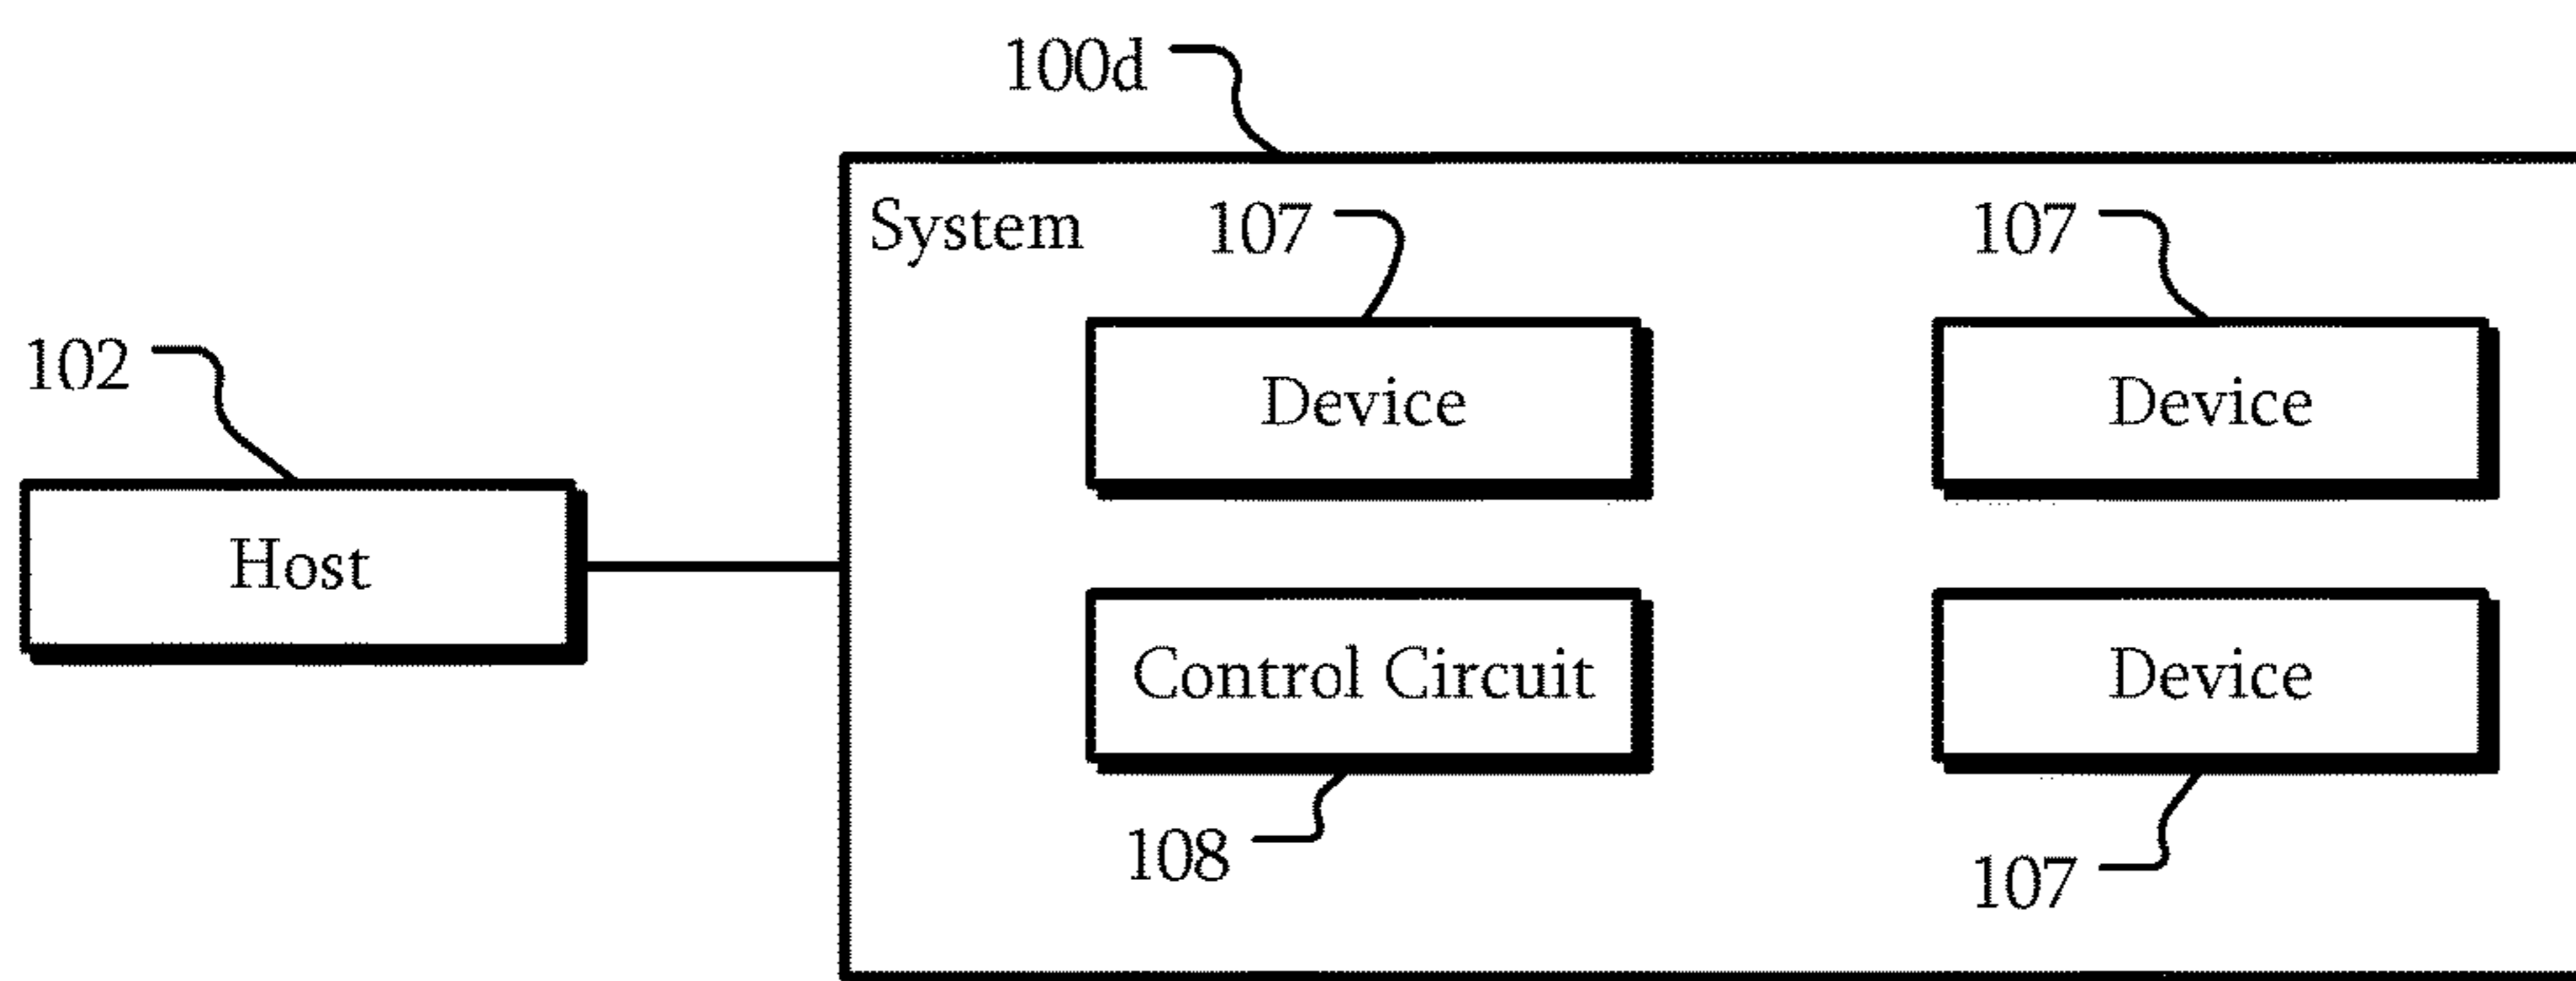 100d
System
107
107
102
Device
Device
Host
Control Circuit
Device
108
107